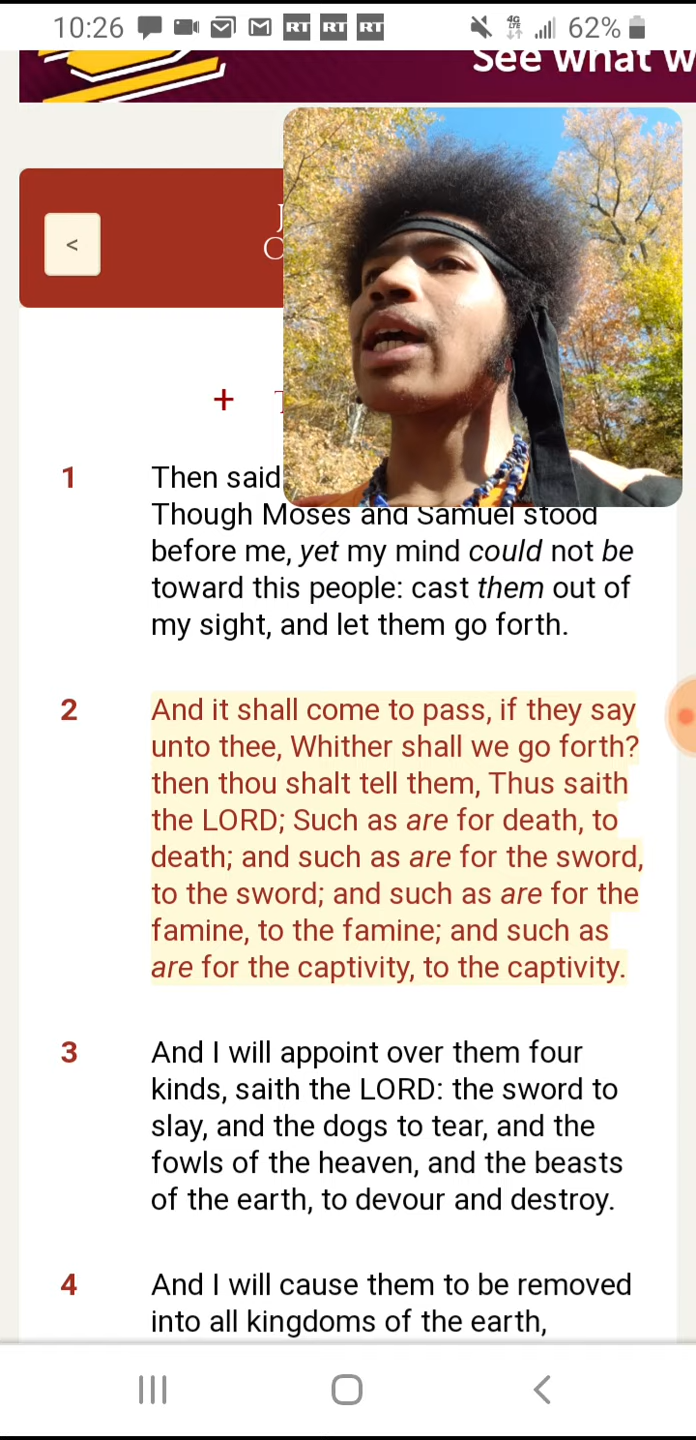 10:26 RT RT RT 4G LTE 62%
See what w
<
J
C
+
1 Then said
Though Moses and Samuel stood
before me, yet my mind could not be
toward this people: cast them out of
my sight, and let them go forth.
2 And it shall come to pass, if they say
unto thee, Whither shall we go forth?
then thou shalt tell them, Thus saith
the LORD; Such as are for death, to
death; and such as are for the sword,
to the sword; and such as are for the
famine, to the famine; and such as
are for the captivity, to the captivity.
3 And I will appoint over them four
kinds, saith the LORD: the sword to
slay, and the dogs to tear, and the
fowls of the heaven, and the beasts
of the earth, to devour and destroy.
4 And I will cause them to be removed
into all kingdoms of the earth,